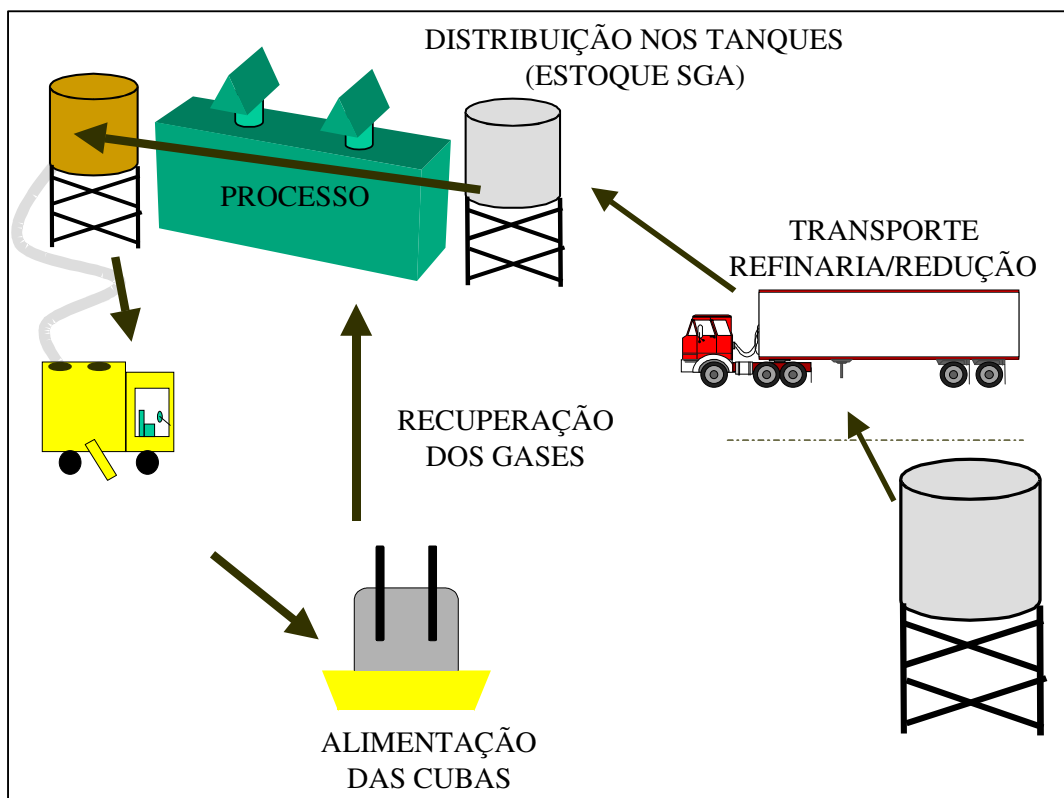 DISTRIBUIÇÃO NOS TANQUES
(ESTOQUE SGA)
PROCESSO
TRANSPORTE
REFINARIA/REDUÇÃO
RECUPERAÇÃO
DOS GASES
ALIMENTAÇÃO
DAS CUBAS